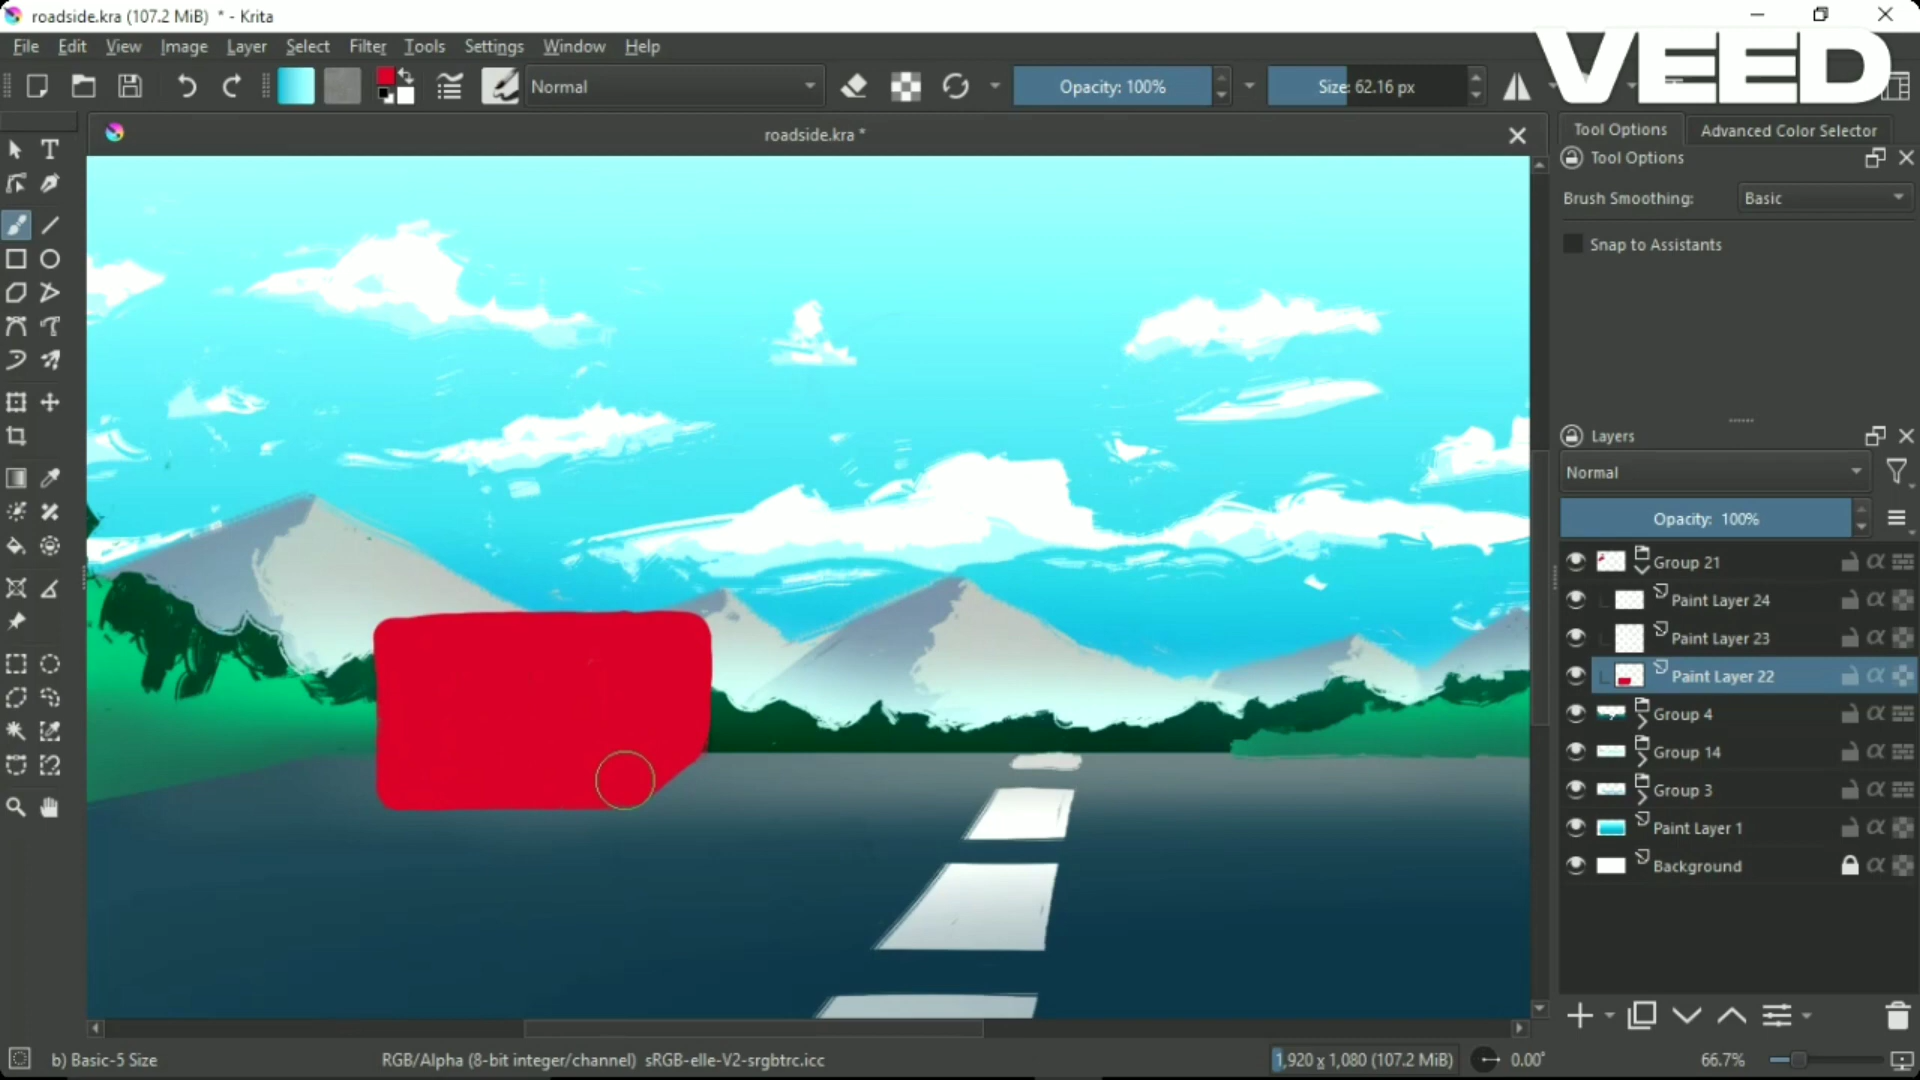 roadside.kra (107.2 MiB)  * - Krita
File Edit View Image Layer Select Filter Tools Settings Window Help
VEED
Normal
Opacity: 100%
Size: 62.16 px
roadside.kra *
Tool Options
Advanced Color Selector
Tool Options
Brush Smoothing:
Basic
Snap to Assistants
Layers
Normal
Opacity: 100%
Group 21
Paint Layer 24
Paint Layer 23
Paint Layer 22
Group 4
Group 14
Group 3
Paint Layer 1
Background
b) Basic-5 Size
RGB/Alpha (8-bit integer/channel)  sRGB-elle-V2-srgbtrc.icc
1,920 x 1,080 (107.2 MiB)
0.00°
66.7%